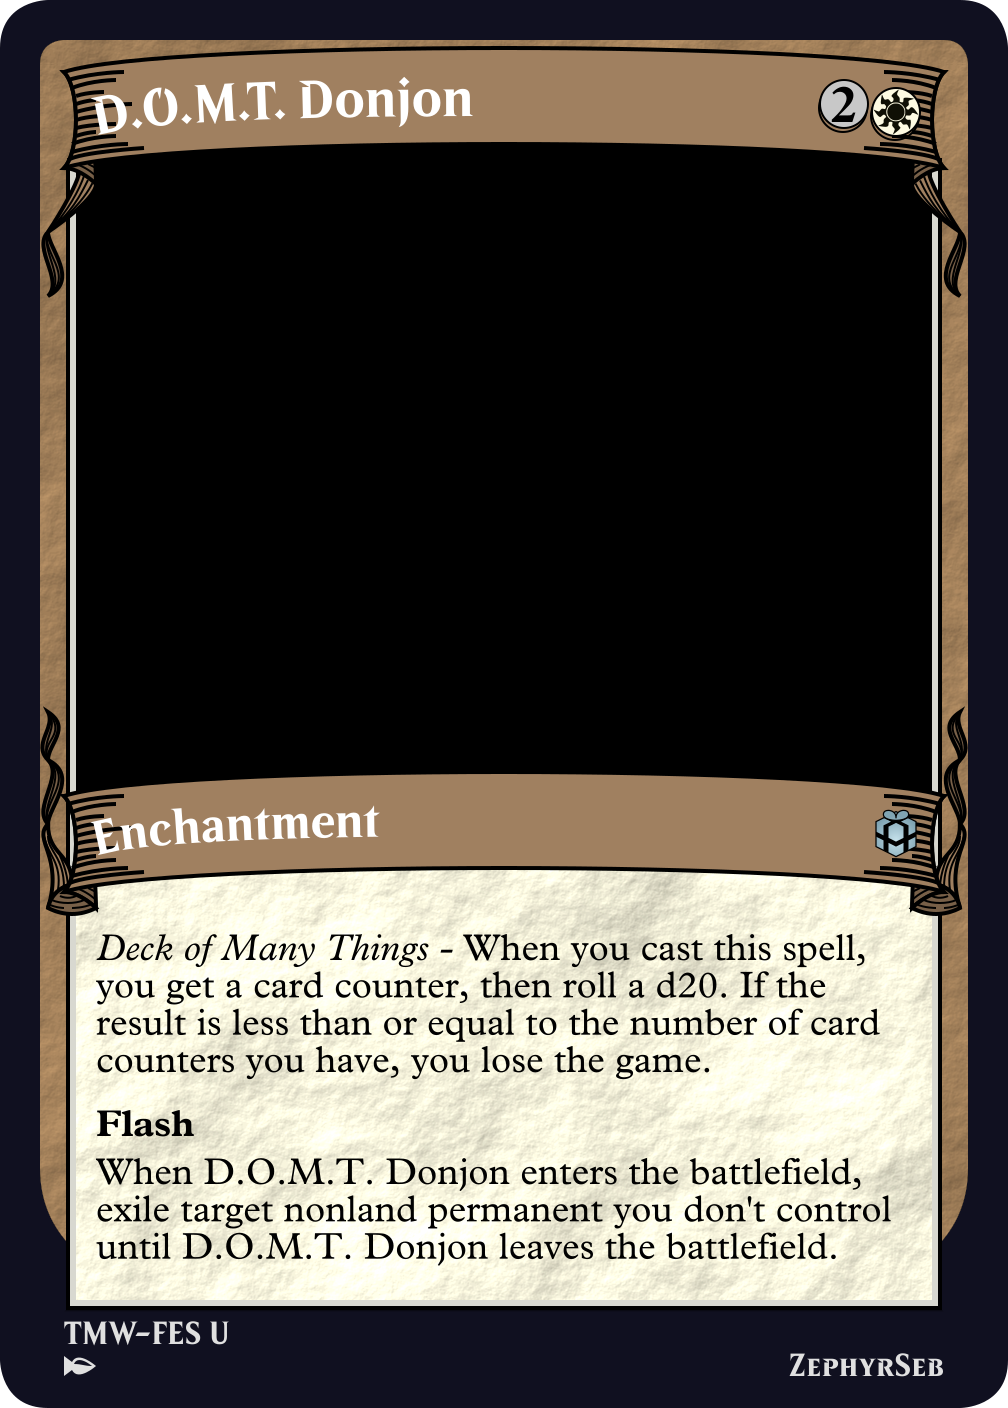 D.O.M.T. Donjon 2
Enchantment
Deck of Many Things - When you cast this spell,
you get a card counter, then roll a d20. If the
result is less than or equal to the number of card
counters you have, you lose the game.
Flash
When D.O.M.T. Donjon enters the battlefield,
exile target nonland permanent you don't control
until D.O.M.T. Donjon leaves the battlefield.
TMW-FES U
ZephyrSeb